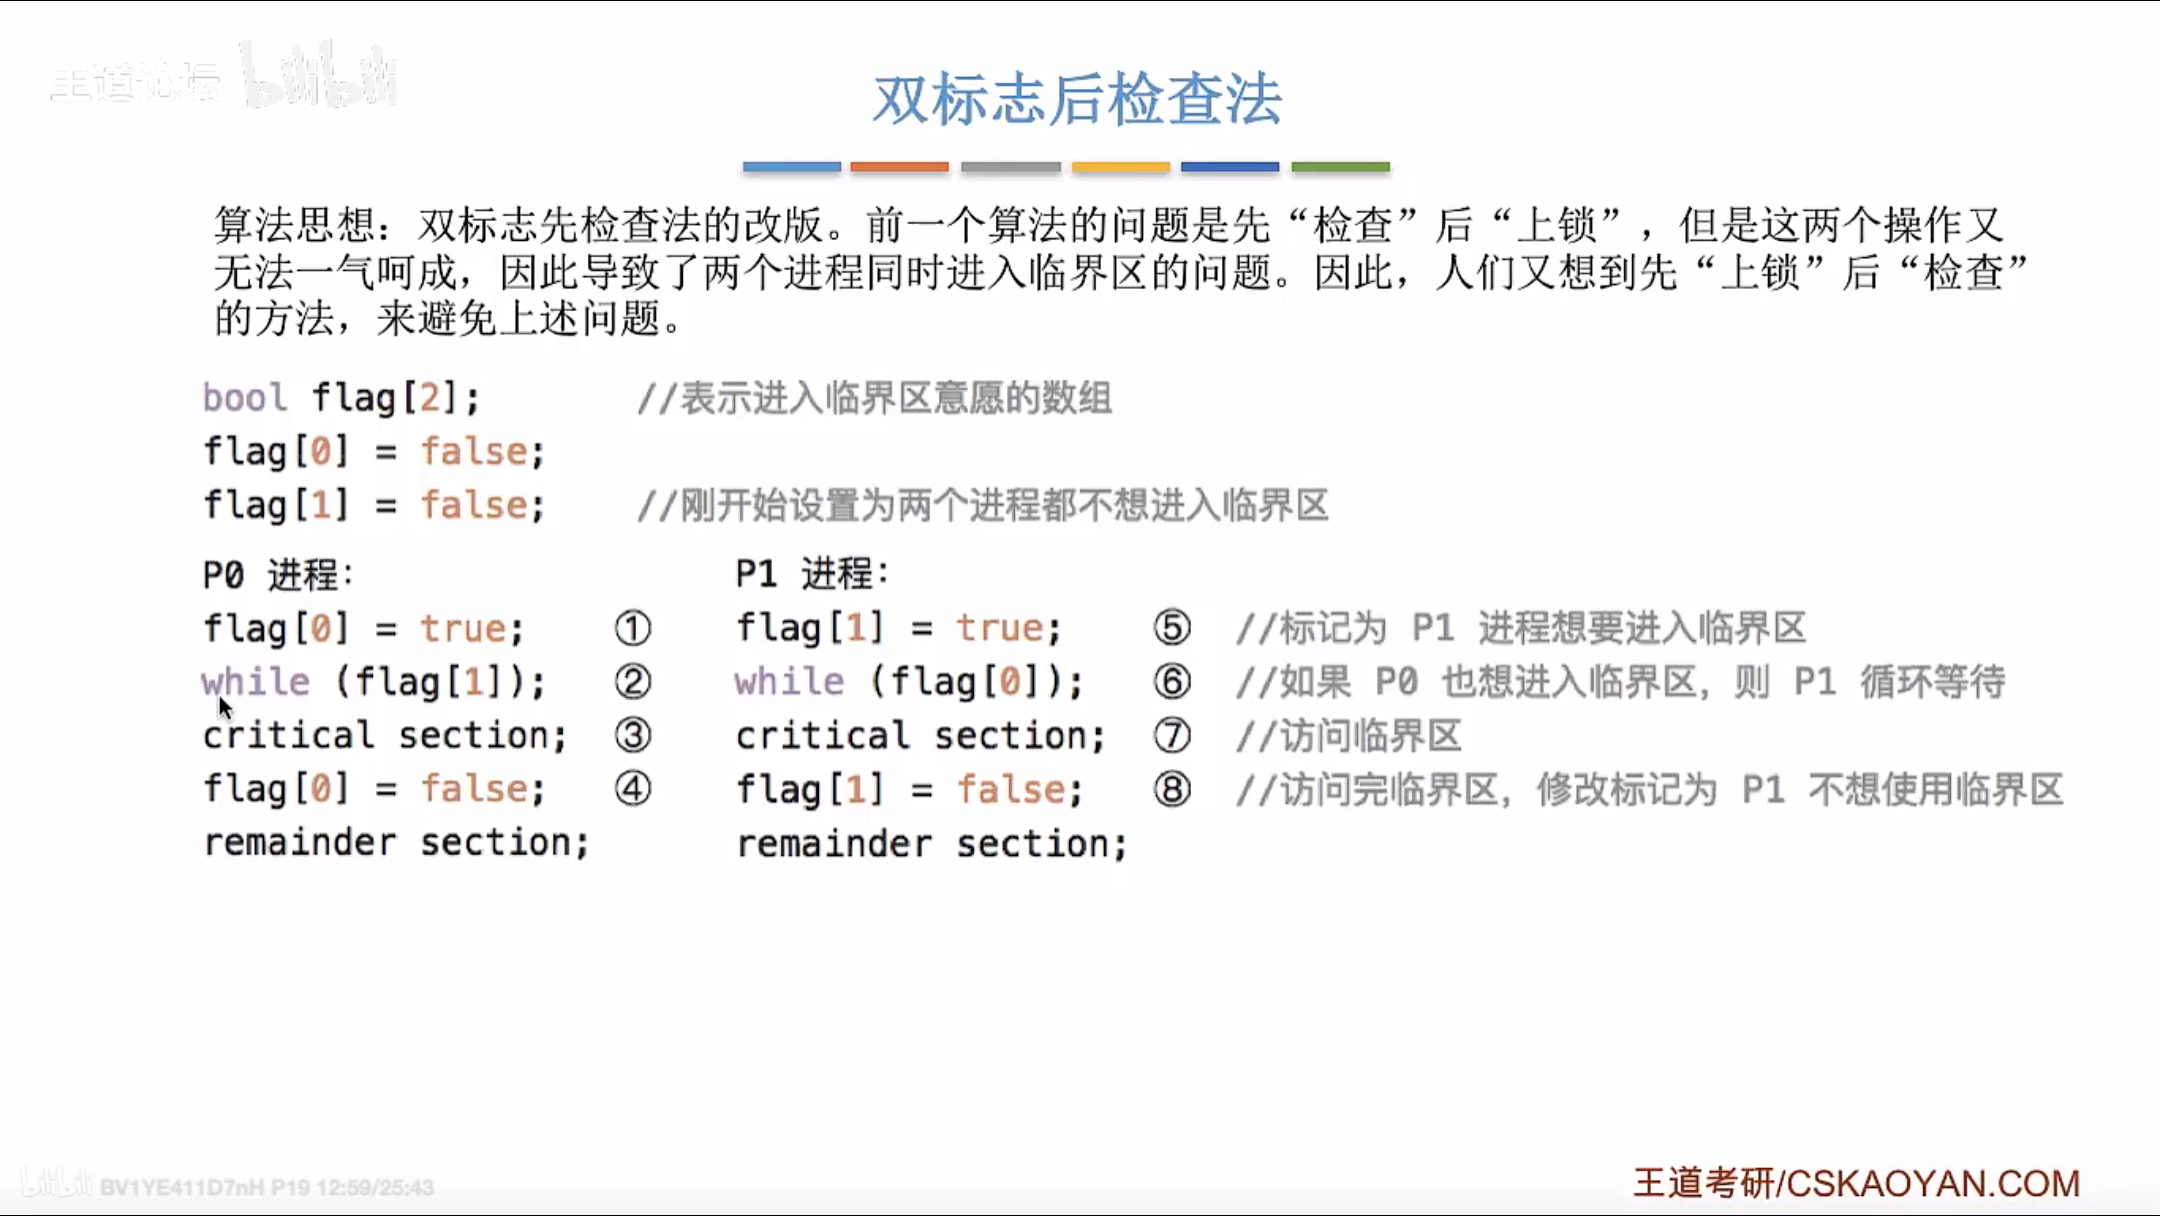 王道论坛 bilibili
双标志后检查法
算法思想：双标志先检查法的改版。前一个算法的问题是先“检查”后“上锁”，但是这两个操作又
无法一气呵成，因此导致了两个进程同时进入临界区的问题。因此，人们又想到先“上锁”后“检查”
的方法，来避免上述问题。
bool flag[2]; //表示进入临界区意愿的数组
flag[0] = false;
flag[1] = false; //刚开始设置为两个进程都不想进入临界区
P0 进程： P1 进程：
flag[0] = true; ① flag[1] = true; ⑤ //标记为 P1 进程想要进入临界区
while (flag[1]); ② while (flag[0]); ⑥ //如果 P0 也想进入临界区，则 P1 循环等待
critical section; ③ critical section; ⑦ //访问临界区
flag[0] = false; ④ flag[1] = false; ⑧ //访问完临界区，修改标记为 P1 不想使用临界区
remainder section; remainder section;
bilibili BV1YE411D7nH P19 12:59/25:43
王道考研/CSKAOYAN.COM